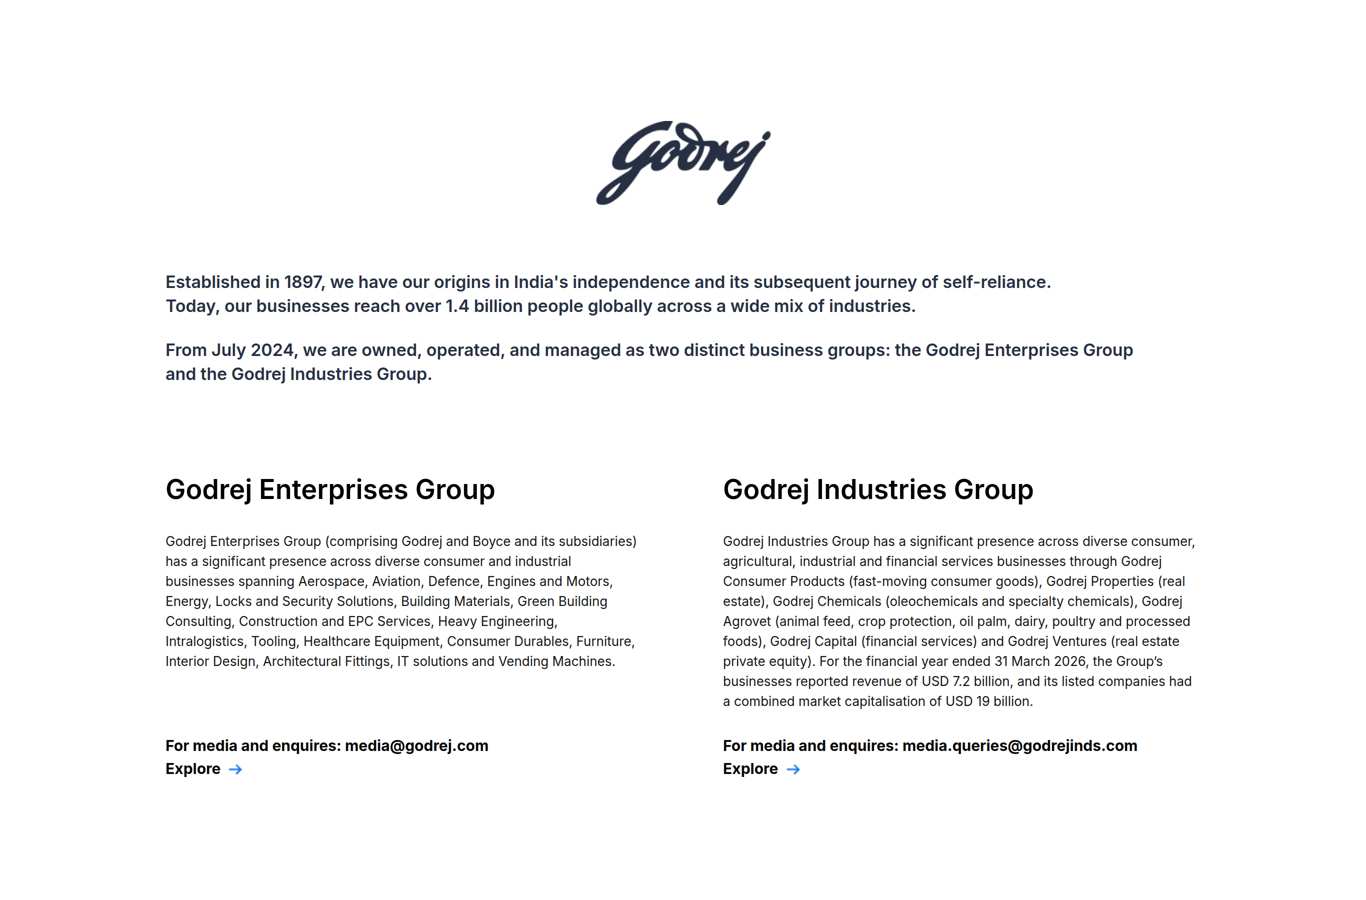 Godrej
Established in 1897, we have our origins in India's independence and its subsequent journey of self-reliance.
Today, our businesses reach over 1.4 billion people globally across a wide mix of industries.
From July 2024, we are owned, operated, and managed as two distinct business groups: the Godrej Enterprises Group
and the Godrej Industries Group.
Godrej Enterprises Group
Godrej Enterprises Group (comprising Godrej and Boyce and its subsidiaries)
has a significant presence across diverse consumer and industrial
businesses spanning Aerospace, Aviation, Defence, Engines and Motors,
Energy, Locks and Security Solutions, Building Materials, Green Building
Consulting, Construction and EPC Services, Heavy Engineering,
Intralogistics, Tooling, Healthcare Equipment, Consumer Durables, Furniture,
Interior Design, Architectural Fittings, IT solutions and Vending Machines.
For media and enquires: media@godrej.com
Explore →
Godrej Industries Group
Godrej Industries Group has a significant presence across diverse consumer,
agricultural, industrial and financial services businesses through Godrej
Consumer Products (fast-moving consumer goods), Godrej Properties (real
estate), Godrej Chemicals (oleochemicals and specialty chemicals), Godrej
Agrovet (animal feed, crop protection, oil palm, dairy, poultry and processed
foods), Godrej Capital (financial services) and Godrej Ventures (real estate
private equity). For the financial year ended 31 March 2026, the Group’s
businesses reported revenue of USD 7.2 billion, and its listed companies had
a combined market capitalisation of USD 19 billion.
For media and enquires: media.queries@godrejinds.com
Explore →